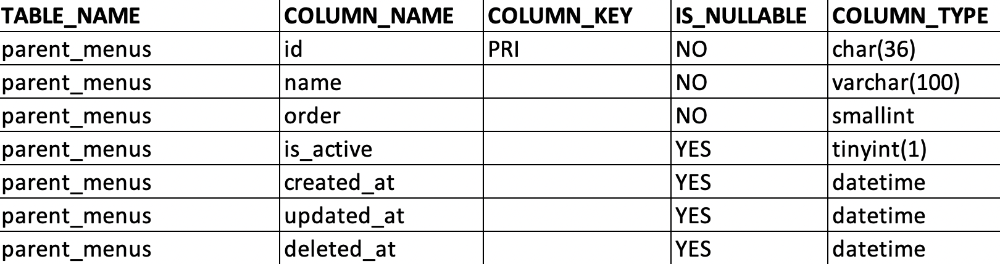 TABLE_NAME COLUMN_NAME COLUMN_KEY IS_NULLABLE COLUMN_TYPE
parent_menus id PRI NO char(36)
parent_menus name NO varchar(100)
parent_menus order NO smallint
parent_menus is_active YES tinyint(1)
parent_menus created_at YES datetime
parent_menus updated_at YES datetime
parent_menus deleted_at YES datetime